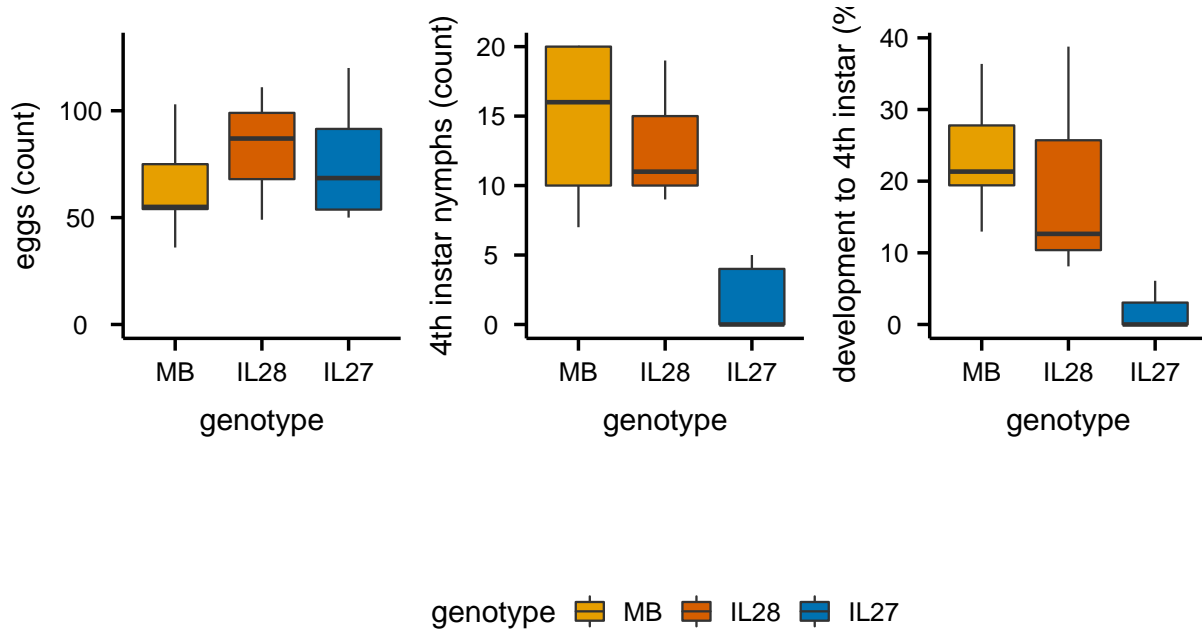 eggs (count)
100
50
0
MB IL28 IL27
genotype
4th instar nymphs (count)
20
15
10
5
0
MB IL28 IL27
genotype
development to 4th instar (%
40
30
20
10
0
MB IL28 IL27
genotype
genotype MB IL28 IL27